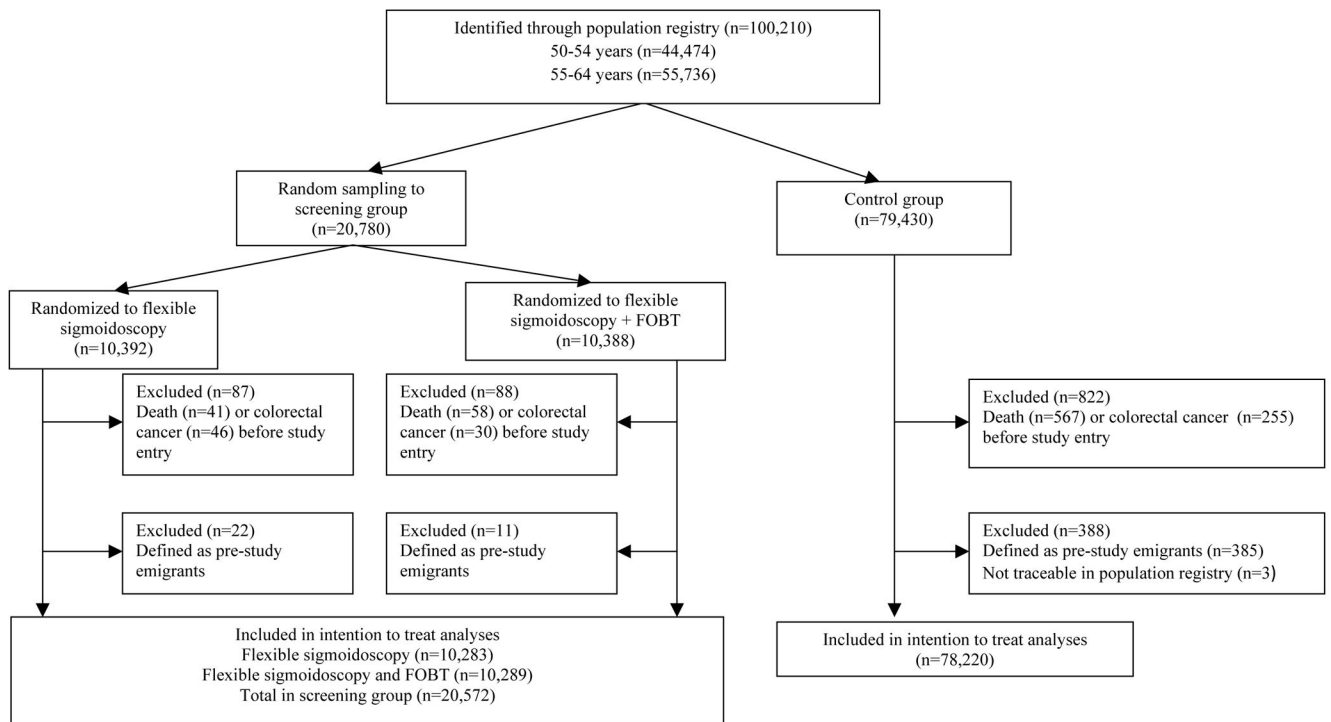 Identified through population registry (n=100,210)
50-54 years (n=44,474)
55-64 years (n=55,736)
Random sampling to
screening group
(n=20,780)
Control group
(n=79,430)
Randomized to flexible
sigmoidoscopy
(n=10,392)
Randomized to flexible
sigmoidoscopy + FOBT
(n=10,388)
Excluded (n=87)
Death (n=41) or colorectal
cancer (n=46) before study
entry
Excluded (n=88)
Death (n=58) or colorectal
cancer (n=30) before study
entry
Excluded (n=822)
Death (n=567) or colorectal cancer (n=255)
before study entry
Excluded (n=22)
Defined as pre-study
emigrants
Excluded (n=11)
Defined as pre-study
emigrants
Excluded (n=388)
Defined as pre-study emigrants (n=385)
Not traceable in population registry (n=3)
Included in intention to treat analyses
Flexible sigmoidoscopy (n=10,283)
Flexible sigmoidoscopy and FOBT (n=10,289)
Total in screening group (n=20,572)
Included in intention to treat analyses
(n=78,220)